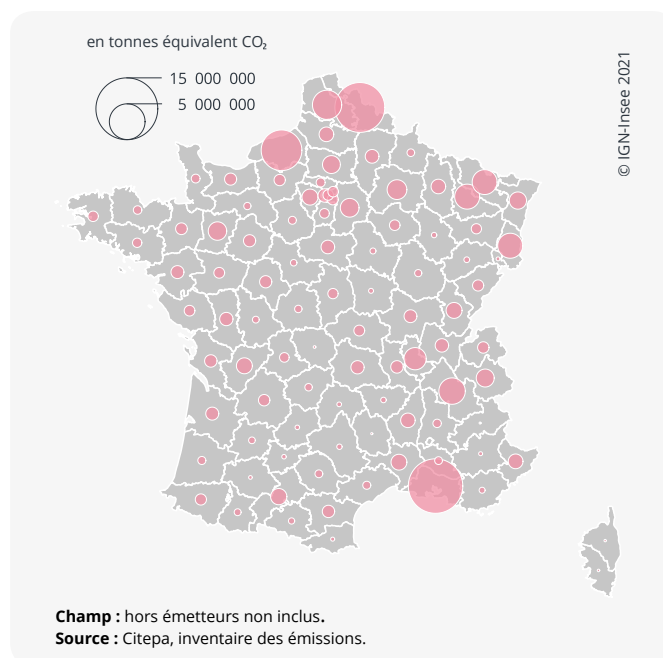 en tonnes équivalent CO₂
15 000 000
5 000 000
© IGN-Insee 2021
Champ : hors émetteurs non inclus.
Source : Citepa, inventaire des émissions.